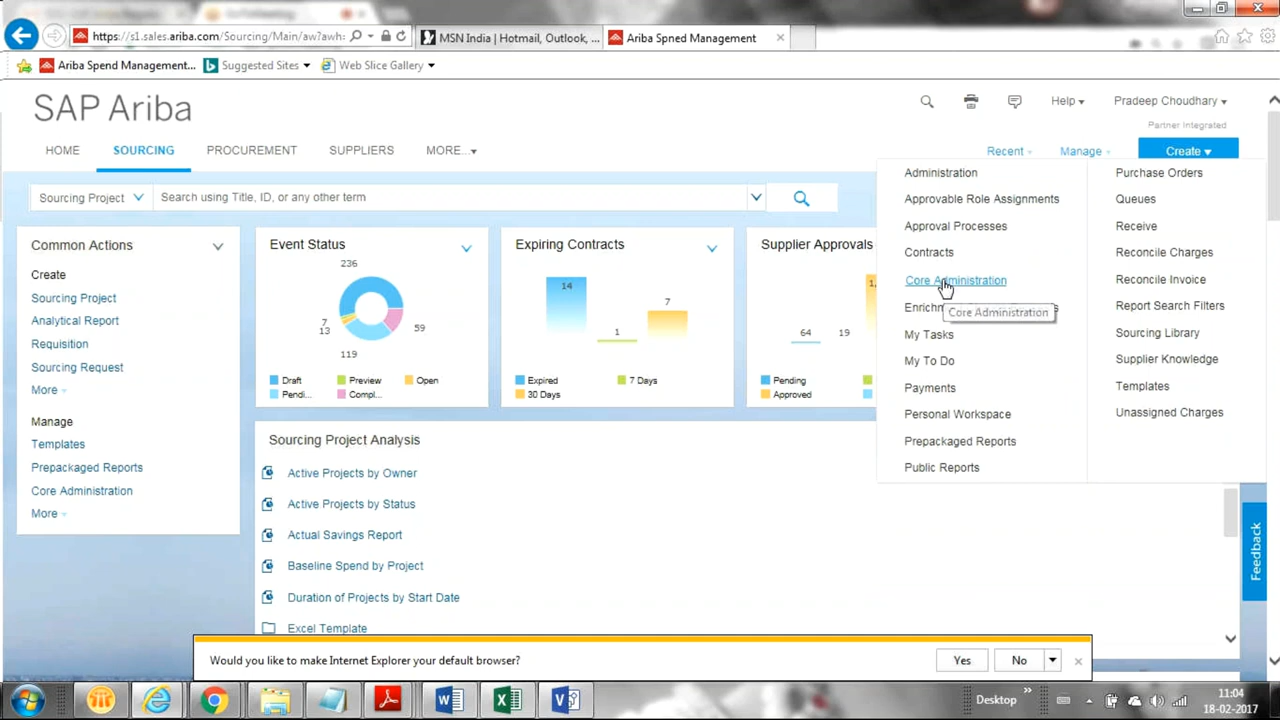 https://s1.sales.ariba.com/Sourcing/Main/aw?awh:
MSN India | Hotmail, Outlook, ...
Ariba Spned Management
Ariba Spend Management...
Suggested Sites
Web Slice Gallery
SAP Ariba
Help
Pradeep Choudhary
Partner Integrated
HOME
SOURCING
PROCUREMENT
SUPPLIERS
MORE...
Recent
Manage
Create
Sourcing Project
Search using Title, ID, or any other term
Common Actions
Create
Sourcing Project
Analytical Report
Requisition
Sourcing Request
More
Manage
Templates
Prepackaged Reports
Core Administration
More
Event Status
236
7
13
59
119
Draft
Preview
Open
Pendi...
Compl...
Expiring Contracts
14
1
7
Expired
7 Days
30 Days
Supplier Approvals
64
19
Pending
Approved
Administration
Approvable Role Assignments
Approval Processes
Contracts
Core Administration
Enrichm
Core Administration
My Tasks
My To Do
Payments
Personal Workspace
Prepackaged Reports
Public Reports
Purchase Orders
Queues
Receive
Reconcile Charges
Reconcile Invoice
Report Search Filters
Sourcing Library
Supplier Knowledge
Templates
Unassigned Charges
Sourcing Project Analysis
Active Projects by Owner
Active Projects by Status
Actual Savings Report
Baseline Spend by Project
Duration of Projects by Start Date
Excel Template
Feedback
Would you like to make Internet Explorer your default browser?
Yes
No
Desktop
11:04
18-02-2017